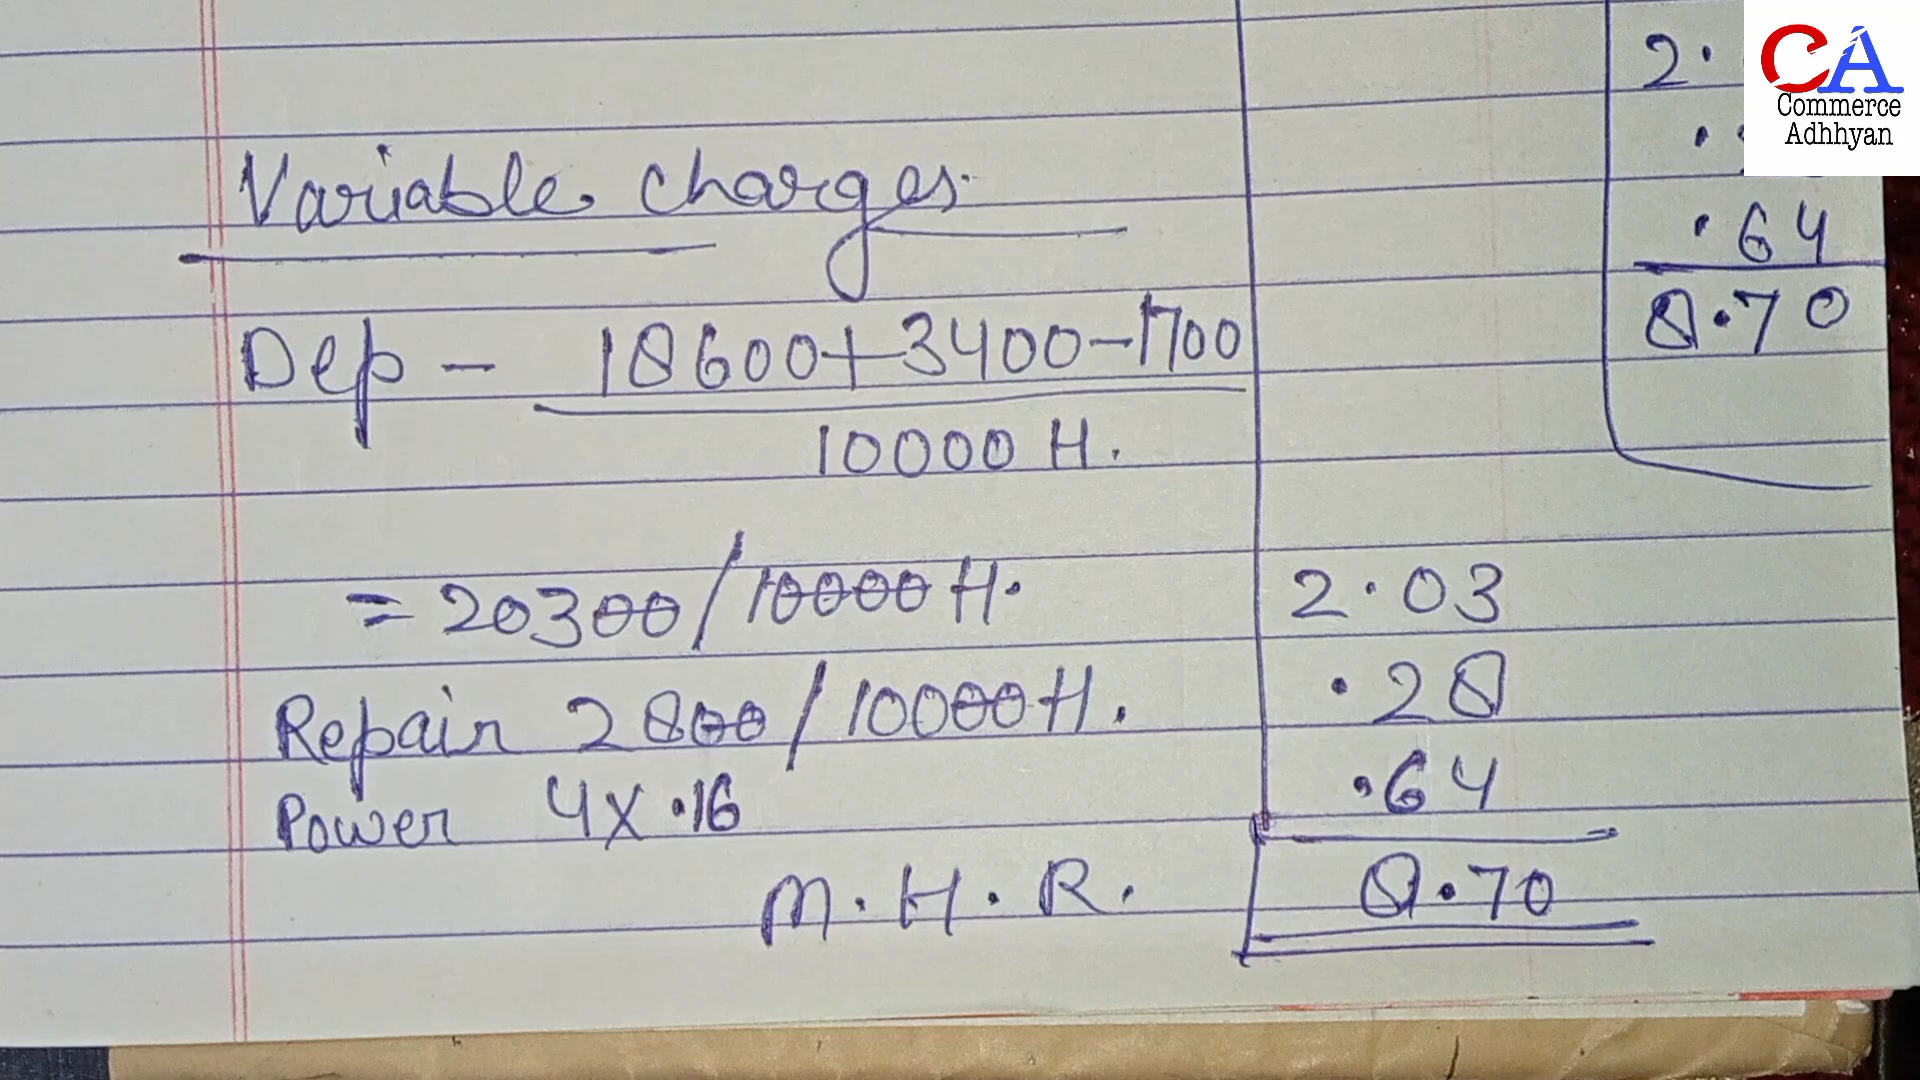 Variable charges.
Dep - 18600+3400-1700
10000 H.
= 20300/10000 H. 2.03
Repair 2800/10000 H. .28
Power 4x.16 .64
M.H.R. 8.70
2.
.64
8.70
CA
Commerce
Adhhyan